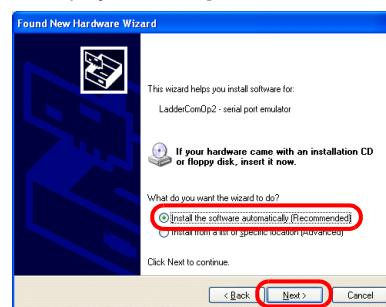 Found New Hardware Wizard
This wizard helps you install software for:
LadderComOp2 - serial port emulator
If your hardware came with an installation CD
or floppy disk, insert it now.
What do you want the wizard to do?
Install the software automatically (Recommended)
Install from a list or specific location (Advanced)
Click Next to continue.
< Back
Next >
Cancel